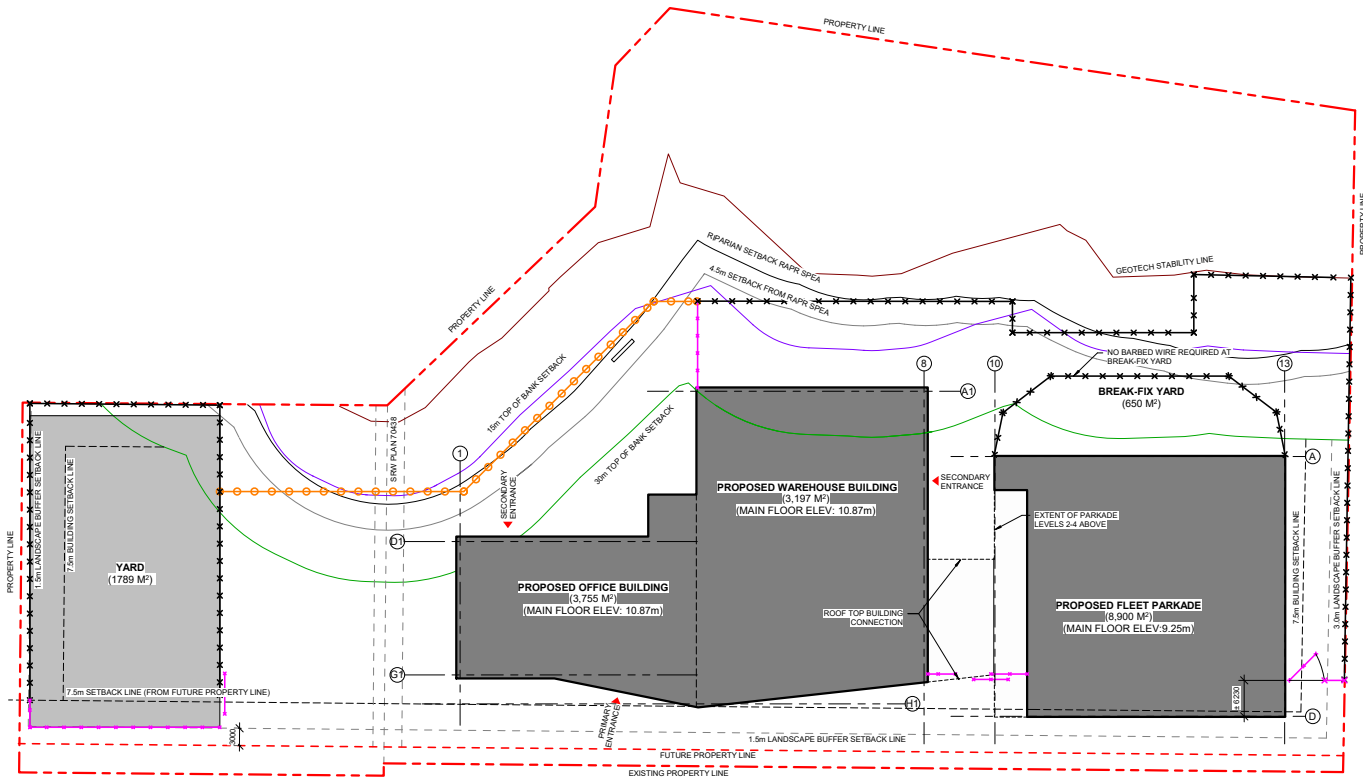 PROPERTY LINE
PROPERTY LINE
RIPARIAN SETBACK RAPR SPEA
4.5m SETBACK FROM RAPR SPEA
GEOTECH STABILITY LINE
PROPERTY LINE
PROPERTY LINE
15m TOP OF BANK SETBACK
30m TOP OF BANK SETBACK
SRW PLAN 70438
NO BARBED WIRE REQUIRED AT
BREAK-FIX YARD
BREAK-FIX YARD
(650 M²)
8
10
13
A1
1
A
SECONDARY
ENTRANCE
SECONDARY
ENTRANCE
PROPOSED WAREHOUSE BUILDING
(3,197 M²)
(MAIN FLOOR ELEV: 10.87m)
EXTENT OF PARKADE
LEVELS 2-4 ABOVE
1.5m LANDSCAPE BUFFER SETBACK LINE
7.5m BUILDING SETBACK LINE
YARD
(1789 M²)
D1
PROPOSED OFFICE BUILDING
(3,755 M²)
(MAIN FLOOR ELEV: 10.87m)
ROOF TOP BUILDING
CONNECTION
PROPOSED FLEET PARKADE
(8,900 M²)
(MAIN FLOOR ELEV:9.25m)
7.5m BUILDING SETBACK LINE
3.0m LANDSCAPE BUFFER SETBACK LINE
PROPERTY LINE
G1
7.5m SETBACK LINE (FROM FUTURE PROPERTY LINE)
H1
PRIMARY
ENTRANCE
± 6230
D
3000
1.5m LANDSCAPE BUFFER SETBACK LINE
FUTURE PROPERTY LINE
EXISTING PROPERTY LINE